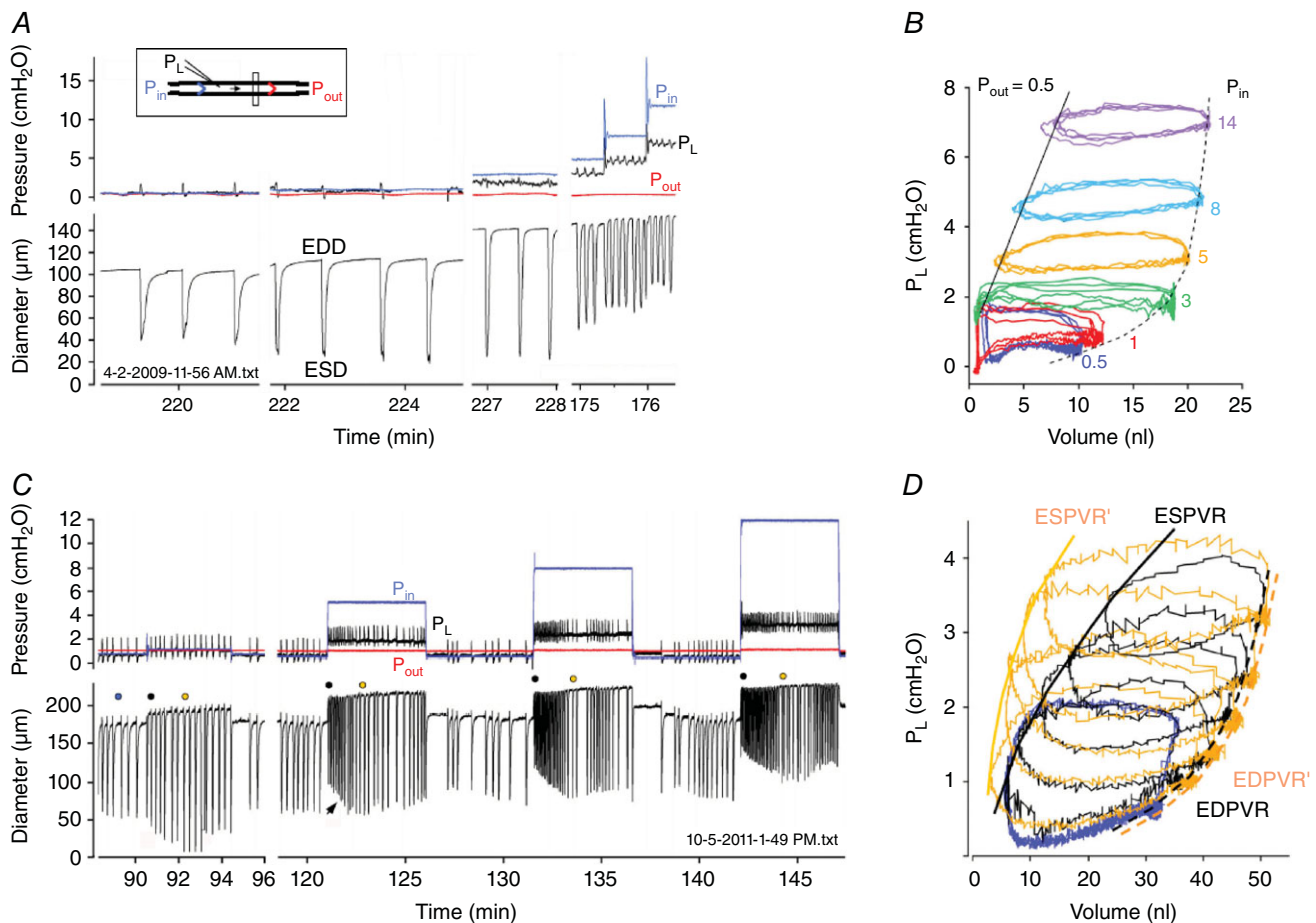 A
Pressure (cmH2O)
15
10
5
0
PL
Pin
Pout
Pin
PL
Pout
Diameter (µm)
140
120
100
80
60
40
20
0
EDD
ESD
4-2-2009-11-56 AM.txt
220
222
224
227
228
175
176
Time (min)
B
PL (cmH2O)
8
6
4
2
0
Pout = 0.5
Pin
14
8
5
3
1
0.5
0
5
10
15
20
25
Volume (nl)
C
Pressure (cmH2O)
12
10
8
6
4
2
0
Pin
PL
Pout
Diameter (µm)
200
150
100
50
0
10-5-2011-1-49 PM.txt
90
92
94
96
120
125
130
135
140
145
Time (min)
D
PL (cmH2O)
4
3
2
1
0
ESPVR'
ESPVR
EDPVR'
EDPVR
0
10
20
30
40
50
Volume (nl)